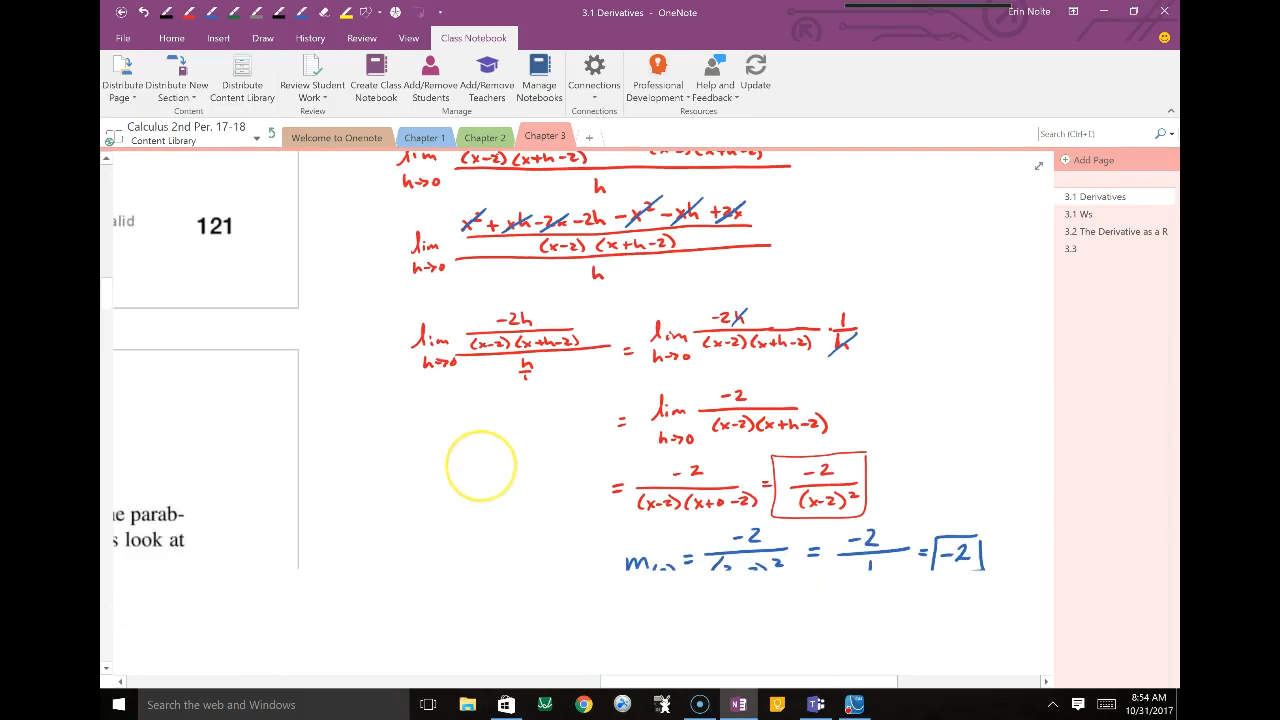 3.1 Derivatives - OneNote
Erin Nolte
File Home Insert Draw History Review View Class Notebook
Distribute Page Distribute New Section Distribute Content Library Review Student Work Create Class Notebook Add/Remove Students Add/Remove Teachers Manage Notebooks Connections Professional Development Help and Feedback Update
Content Manage Connections Resources
Calculus 2nd Per. 17-18
Content Library
Welcome to Onenote Chapter 1 Chapter 2 Chapter 3 +
Search (Ctrl+E)
Add Page
3.1 Derivatives
3.1 Ws
3.2 The Derivative as a R
3.3
alid
121
e parab-
s look at
lim h→0 (x-2)(x+h-2) / h
lim h→0 x² + xh - 2x - 2h - x² - xh + 2x / (x-2)(x+h-2) / h
lim h→0 -2h / (x-2)(x+h-2) / h/1 = lim h→0 -2h / (x-2)(x+h-2) · 1/h
= lim h→0 -2 / (x-2)(x+h-2)
= -2 / (x-2)(x+0-2) = -2 / (x-2)²
= -2 / = -2 / 1 = -2
Search the web and Windows
8:54 AM
10/31/2017